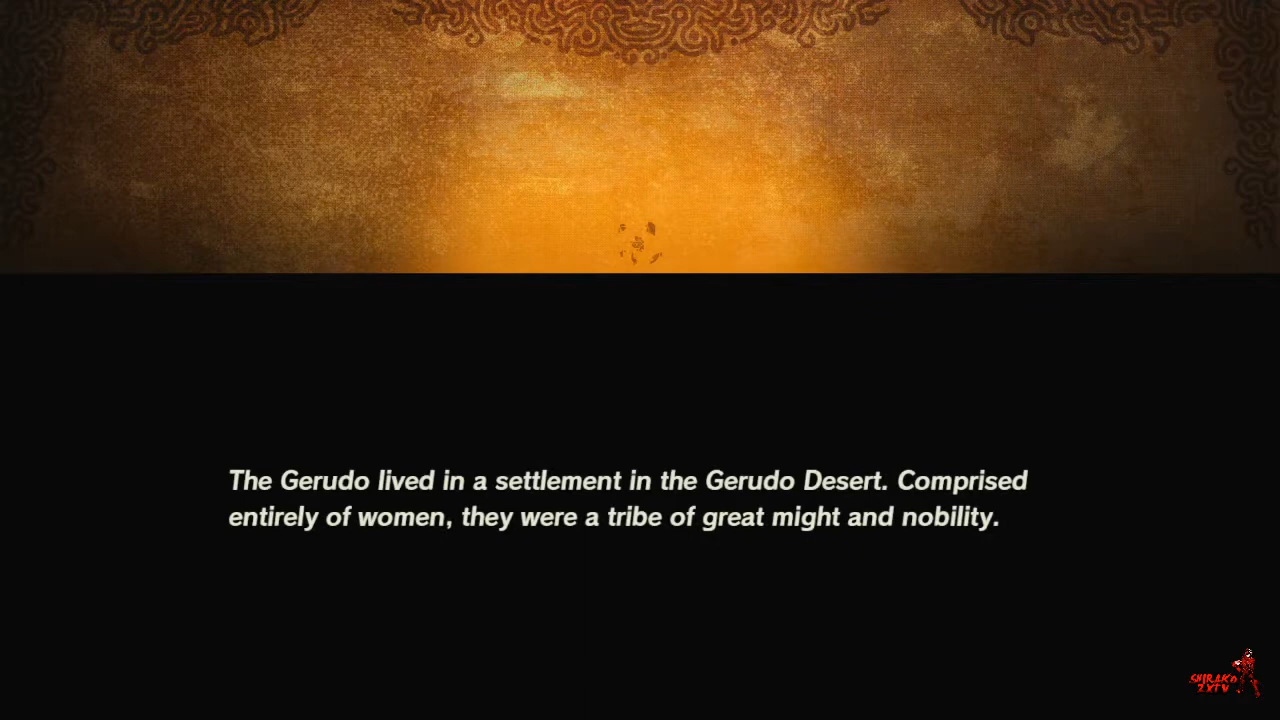 The Gerudo lived in a settlement in the Gerudo Desert. Comprised
entirely of women, they were a tribe of great might and nobility.
SHIRAKO